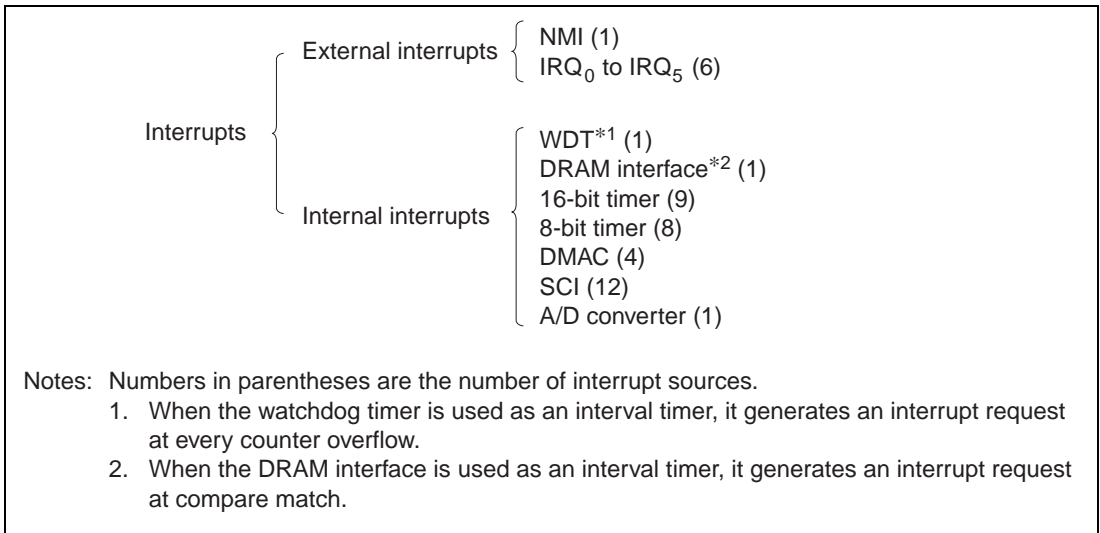 Interrupts
External interrupts
NMI (1)
IRQ0 to IRQ5 (6)
Internal interrupts
WDT*1 (1)
DRAM interface*2 (1)
16-bit timer (9)
8-bit timer (8)
DMAC (4)
SCI (12)
A/D converter (1)
Notes: Numbers in parentheses are the number of interrupt sources.
1. When the watchdog timer is used as an interval timer, it generates an interrupt request
at every counter overflow.
2. When the DRAM interface is used as an interval timer, it generates an interrupt request
at compare match.